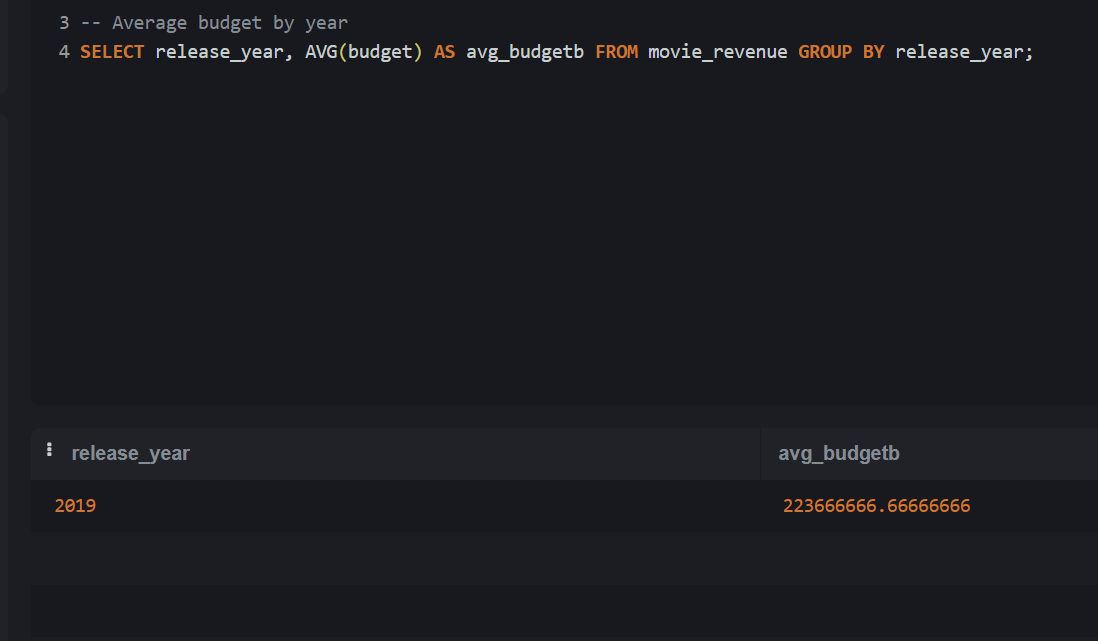 3 -- Average budget by year
4 SELECT release_year, AVG(budget) AS avg_budgetb FROM movie_revenue GROUP BY release_year;
release_year avg_budgetb
2019 223666666.66666666